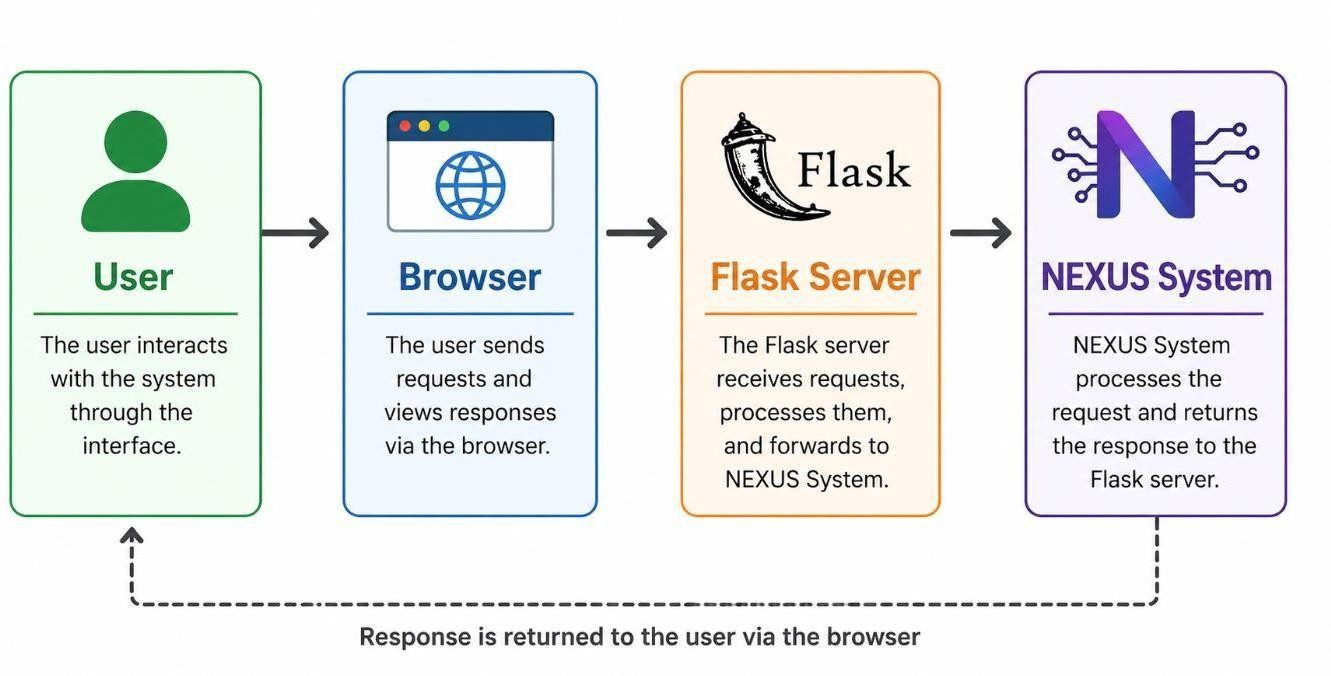 Flask
User
The user interacts
with the system
through the
interface.
Browser
The user sends
requests and
views responses
via the browser.
Flask Server
The Flask server
receives requests,
processes them,
and forwards to
NEXUS System.
N
NEXUS System
NEXUS System
processes the
request and returns
the response to the
Flask server.
Response is returned to the user via the browser